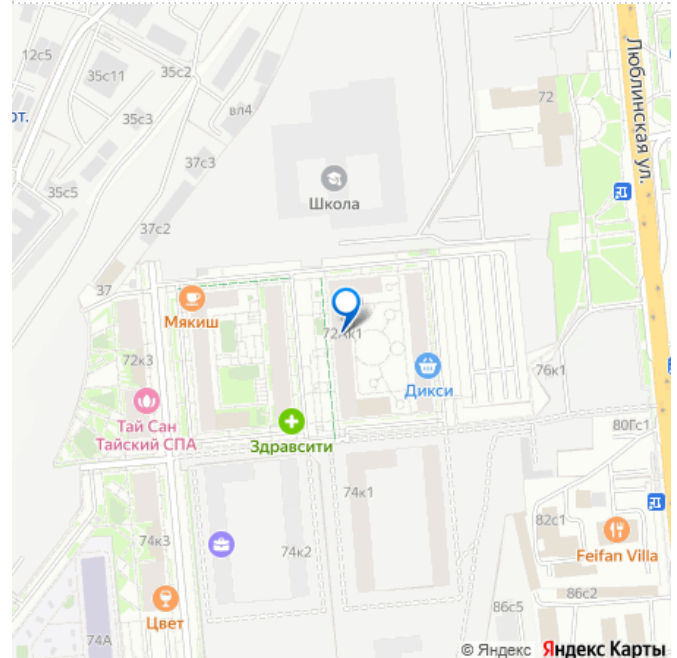 12с5
35с11
35с2
от.
35с3
вл4
37с3
35с5
37с2
72
Люблинская ул.
Школа
37
Мякиш
72к3
72Ак1
Дикси
76к1
Тай Сан
Тайский СПА
Здравсити
80Гс1
74к1
82с1
74к3
74к2
Feifan Villa
86с2
86с5
Цвет
74А
© Яндекс Яндекс Карты